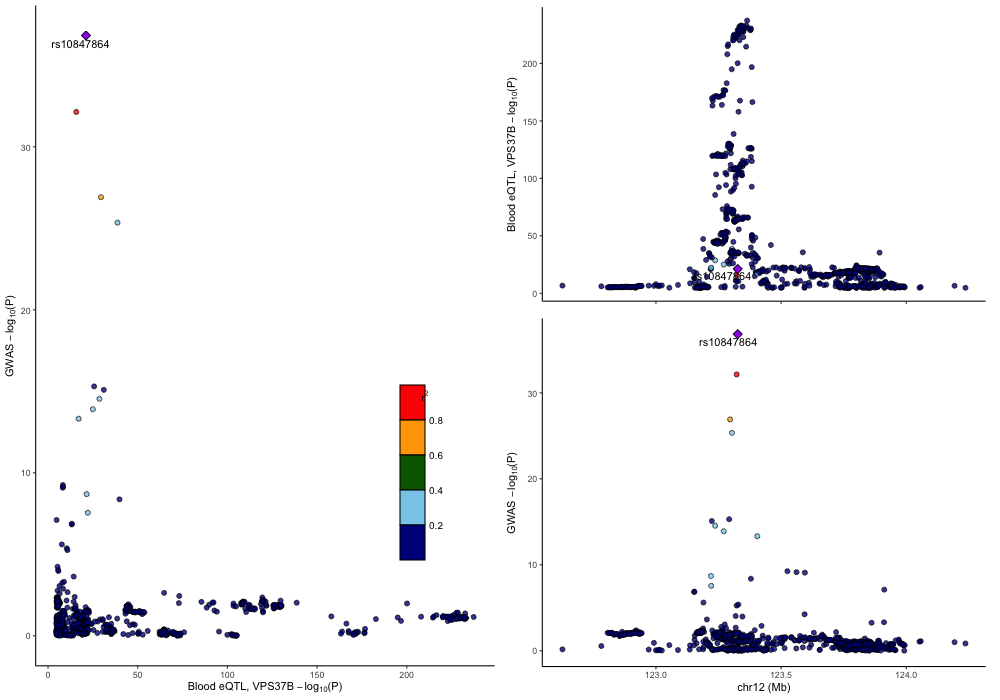 rs10847864
30
20
10
0
GWAS − log10(P)
0
50
100
150
200
Blood eQTL, VPS37B − log10(P)
r2
0.8
0.6
0.4
0.2
200
150
100
50
0
Blood eQTL, VPS37B − log10(P)
rs10847864
rs10847864
30
20
10
0
GWAS − log10(P)
123.0
123.5
124.0
chr12 (Mb)